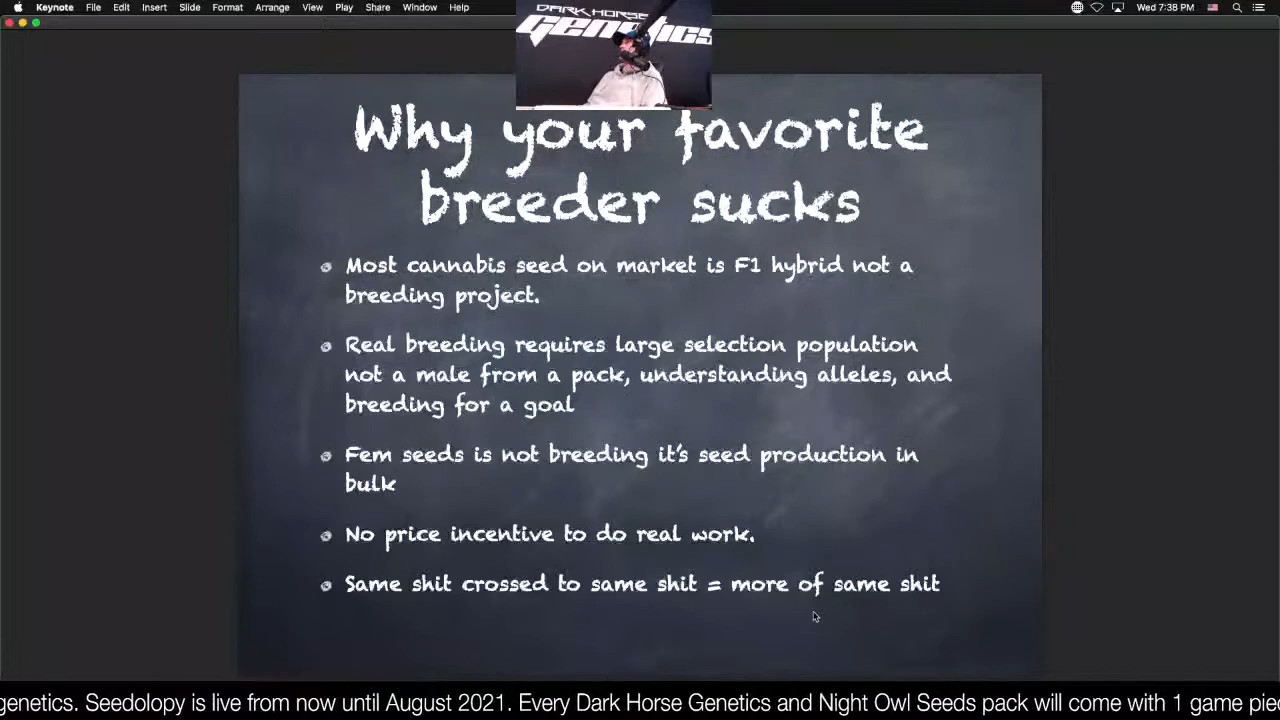 Keynote File Edit Insert Slide Format Arrange View Play Share Window Help Wed 7:38 PM
DARK HORSE
genetics
Why your favorite
breeder sucks
Most cannabis seed on market is F1 hybrid not a
breeding project.
Real breeding requires large selection population
not a male from a pack, understanding alleles, and
breeding for a goal
Fem seeds is not breeding it's seed production in
bulk
No price incentive to do real work.
Same shit crossed to same shit = more of same shit
genetics. Seedolopy is live from now until August 2021. Every Dark Horse Genetics and Night Owl Seeds pack will come with 1 game pie